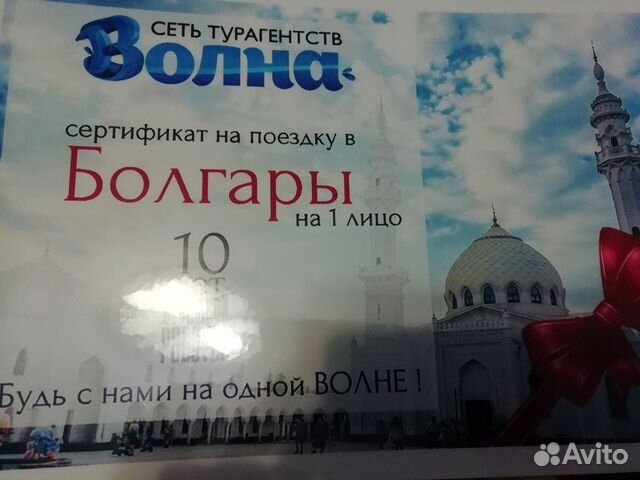 СЕТЬ ТУРАГЕНТСТВ
Волна
сертификат на поездку в
Болгары
на 1 лицо
10
Будь с нами на одной ВОЛНЕ !
Avito